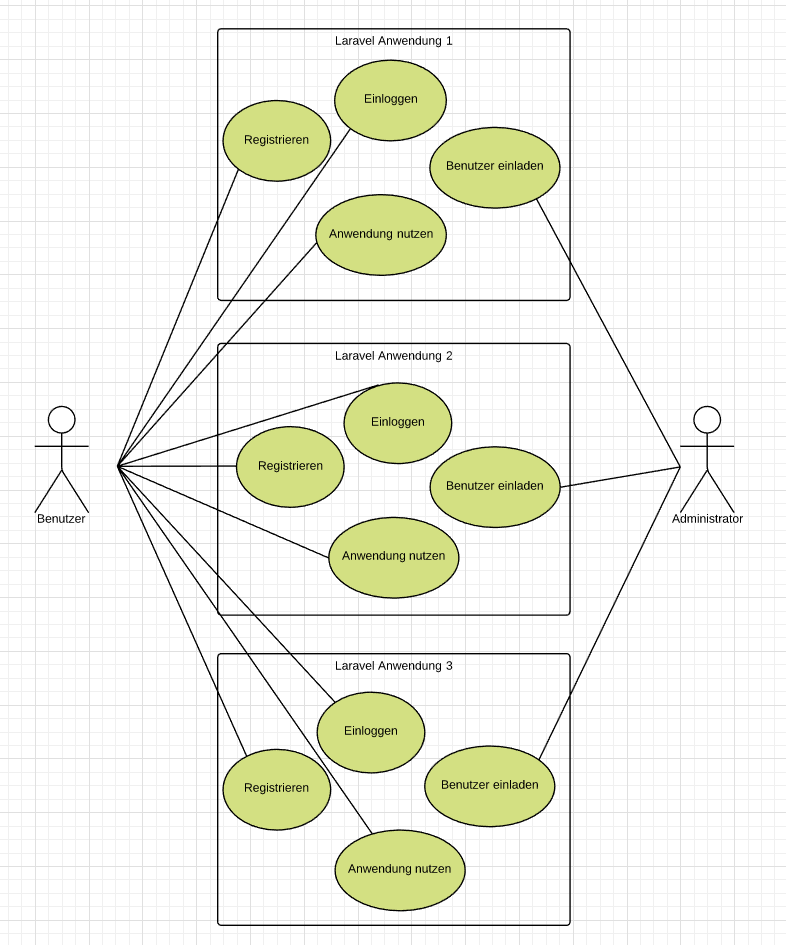 Laravel Anwendung 1
Einloggen
Registrieren
Benutzer einladen
Anwendung nutzen
Laravel Anwendung 2
Einloggen
Registrieren
Benutzer einladen
Benutzer
Administrator
Anwendung nutzen
Laravel Anwendung 3
Einloggen
Registrieren
Benutzer einladen
Anwendung nutzen